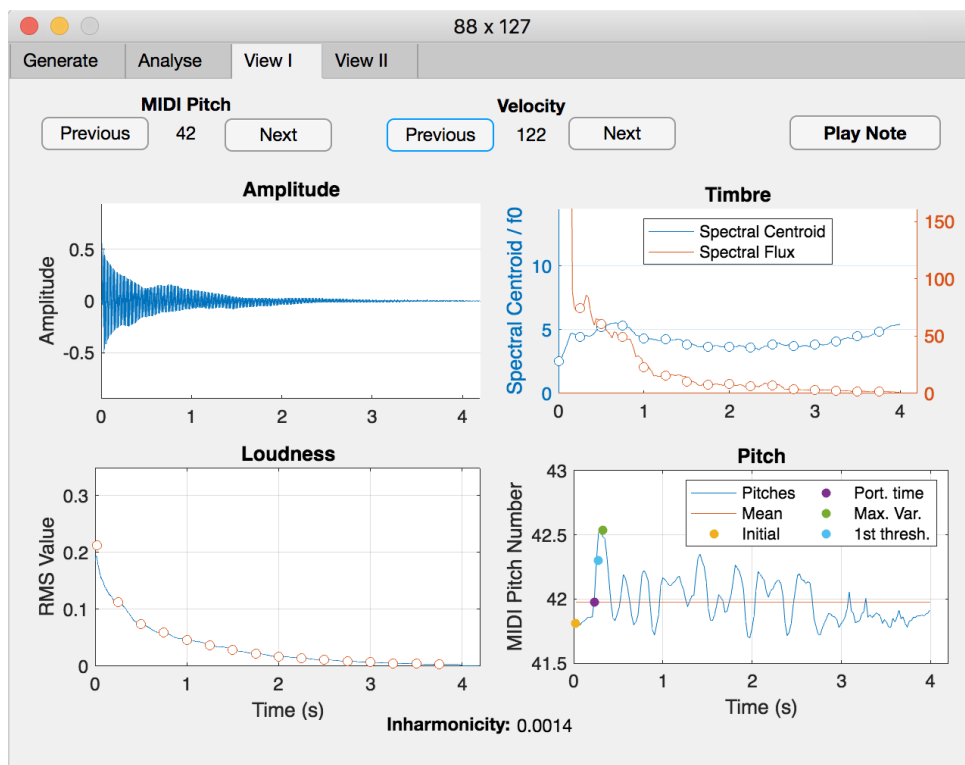 88 x 127
Generate Analyse View I View II
MIDI Pitch Velocity
Previous 42 Next Previous 122 Next Play Note
Amplitude
Amplitude
0.5
0
-0.5
0 1 2 3 4
Timbre
Spectral Centroid / f0
10
5
0
Spectral Centroid
Spectral Flux
150
100
50
0
0 1 2 3 4
Loudness
RMS Value
0.3
0.2
0.1
0
0 1 2 3 4
Time (s)
Pitch
MIDI Pitch Number
43
42.5
42
41.5
Pitches Port. time
Mean Max. Var.
Initial 1st thresh.
0 1 2 3 4
Time (s)
Inharmonicity: 0.0014